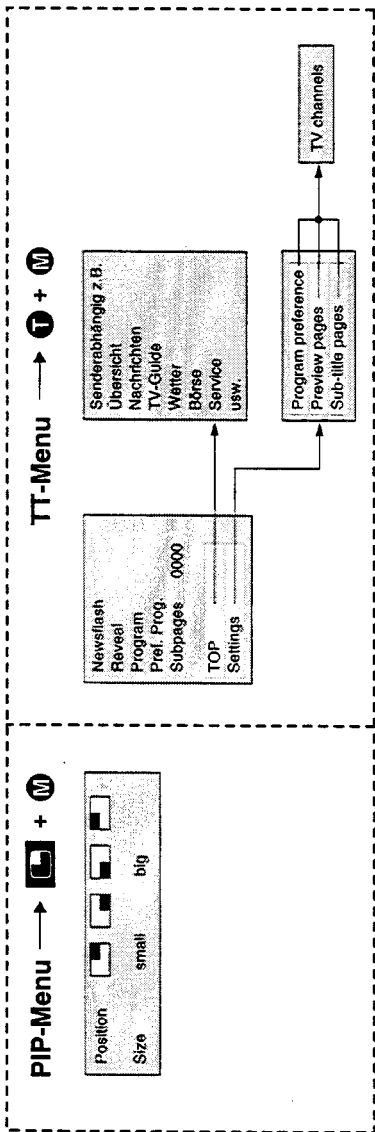 PIP-Menu → + M
Position
Size small big
TT-Menu → T + M
Newsflash
Reveal
Program
Pref. Prog.
Subpages 0000
TOP
Settings
Senderabhängig z.B.
Übersicht
Nachrichten
TV-Guide
Wetter
Börse
Service
usw.
Program preference
Preview pages
Sub-title pages
TV channels